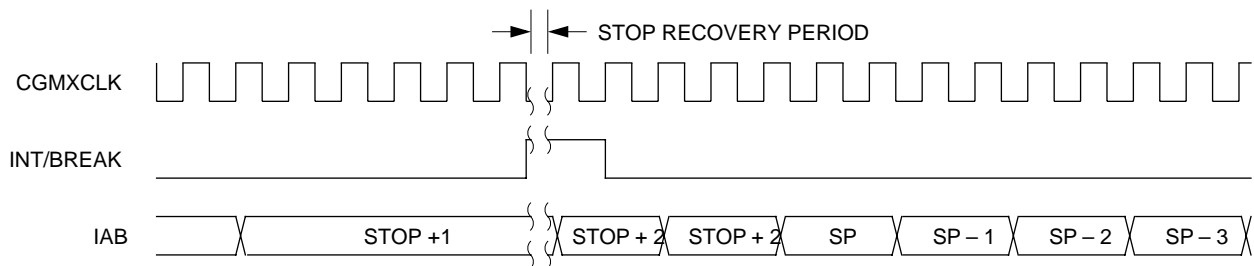 STOP RECOVERY PERIOD
CGMXCLK
INT/BREAK
IAB
STOP +1
STOP + 2
STOP + 2
SP
SP – 1
SP – 2
SP – 3